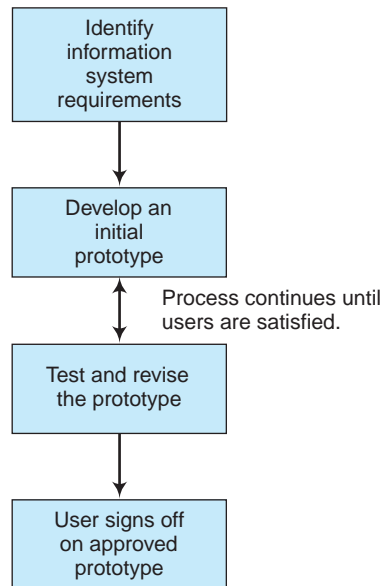 Identify
information
system
requirements
Develop an
initial
prototype
Process continues until
users are satisfied.
Test and revise
the prototype
User signs off
on approved
prototype